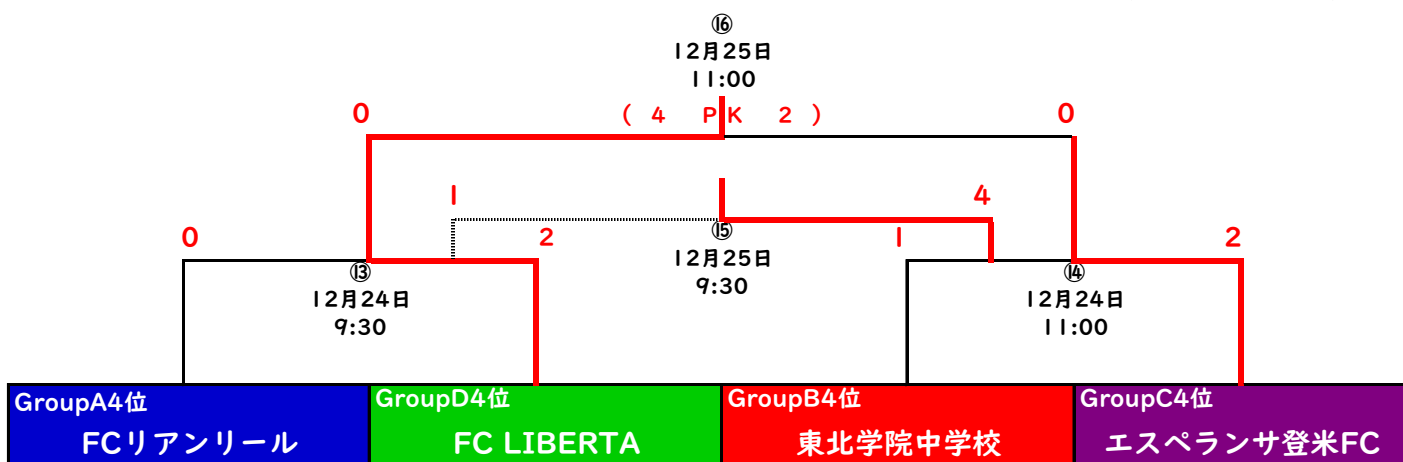 ⑯
12月25日
11:00
0
( 4 PK 2 )
0
1
4
0
2
⑮
12月25日
9:30
1
2
⑬
12月24日
9:30
⑭
12月24日
11:00
GroupA4位
FCリアンリール
GroupD4位
FC LIBERTA
GroupB4位
東北学院中学校
GroupC4位
エスペランサ登米FC